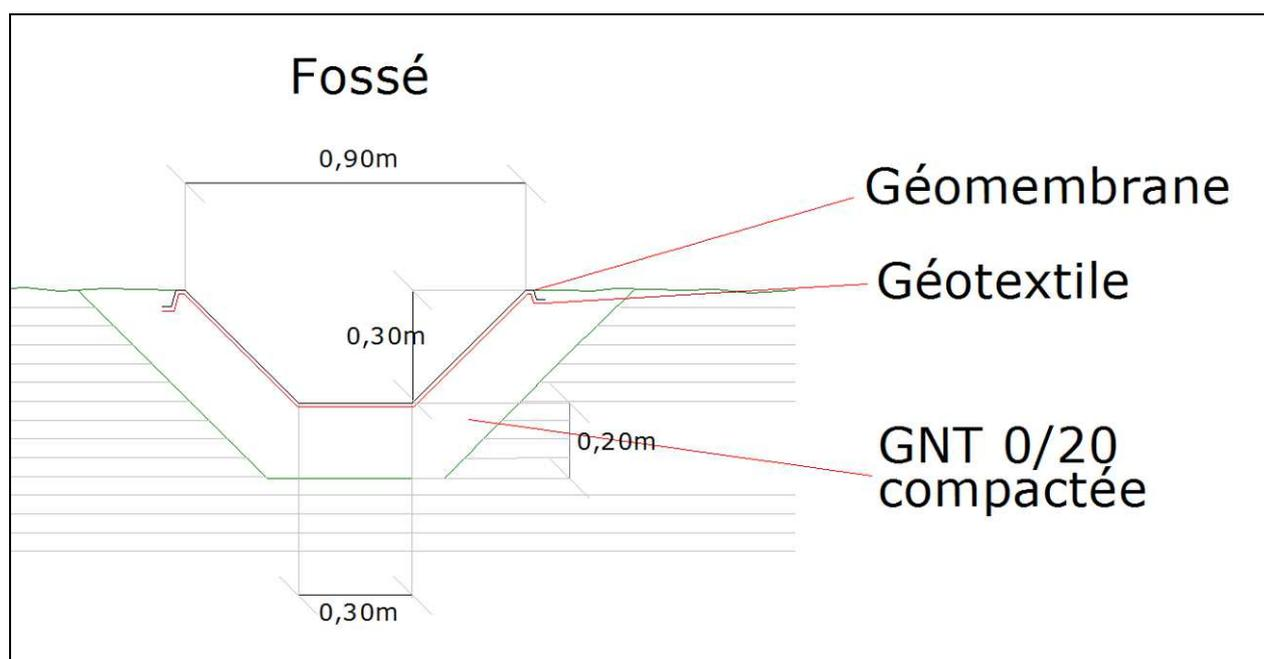 Fossé
0,90m
Géomembrane
Géotextile
0,30m
GNT 0/20
compactée
0,20m
0,30m